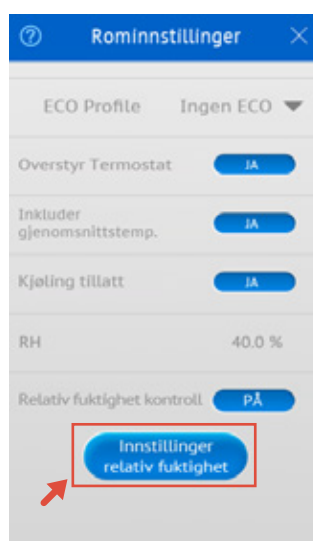 Rominnstillinger
ECO Profile Ingen ECO
Overstyr Termostat JA
Inkluder
gjenomsnittstemp. JA
Kjøling tillatt JA
RH 40.0 %
Relativ fuktighet kontroll PÅ
Innstillinger
relativ fuktighet